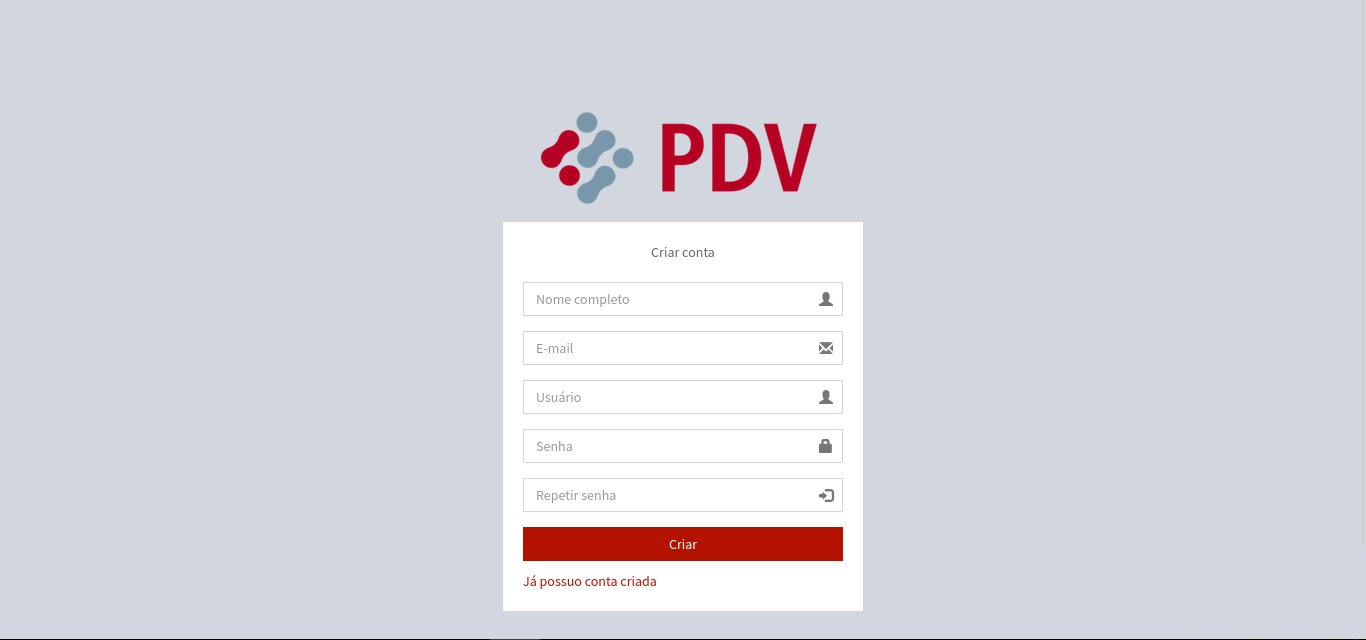 PDV
Criar conta
Nome completo
E-mail
Usuário
Senha
Repetir senha
Criar
Já possuo conta criada